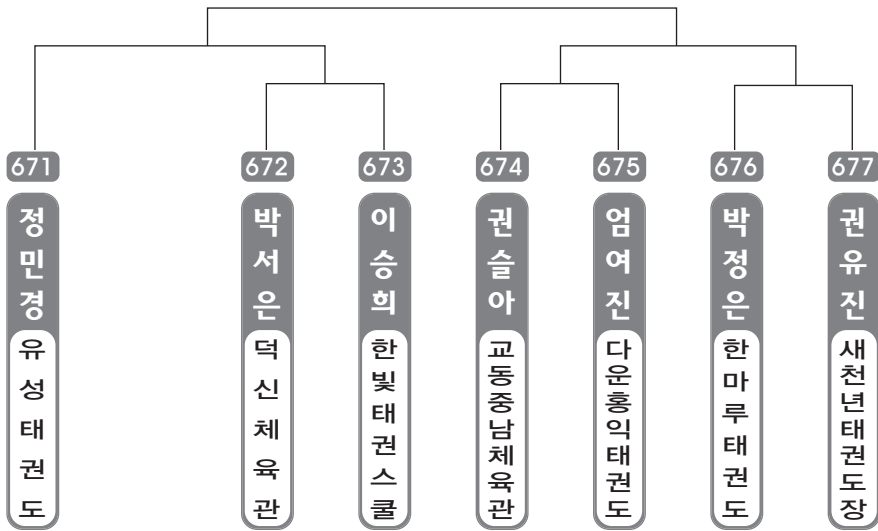 671
672
673
674
675
676
677
정민경
박서은
이승희
권슬아
엄여진
박정은
권유진
유성태권도
덕신체육관
한빛태권스쿨
교동중남체육관
다운홍익태권도
한마루태권도
새천년태권도장